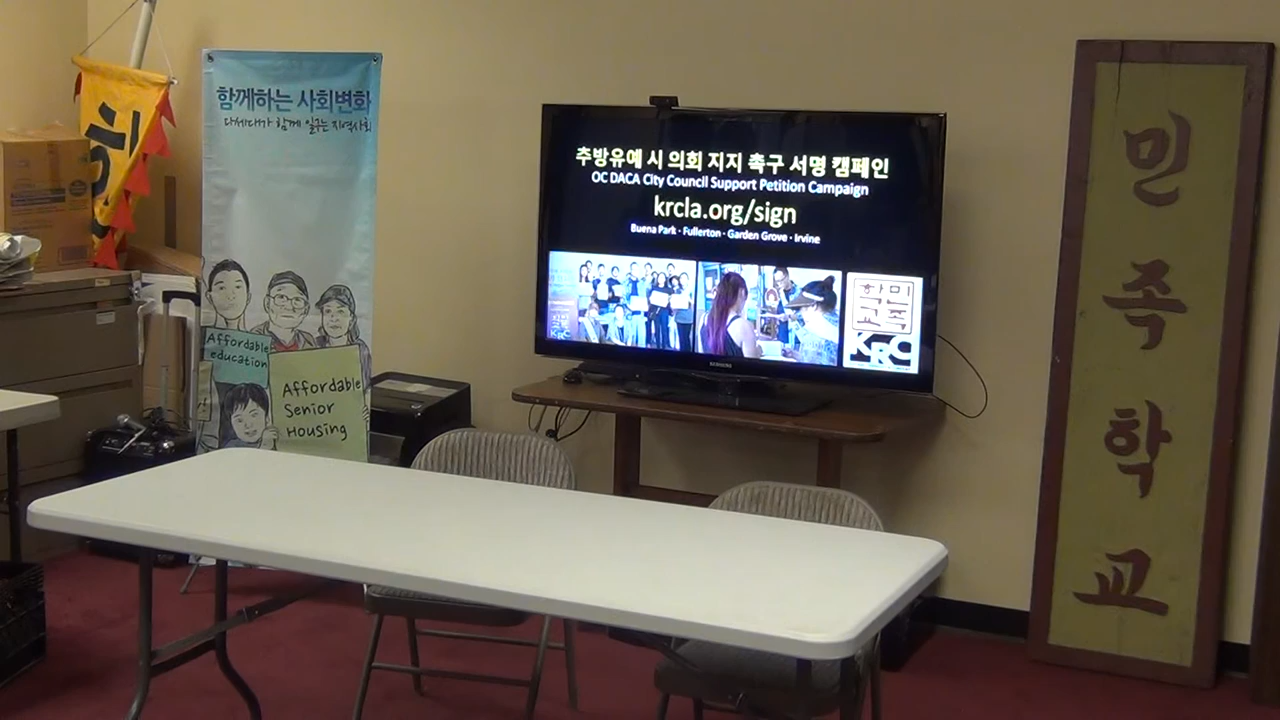 함께하는 사회변화
다세대가 함께 일구는 지역사회
Affordable
education
Affordable
Senior
Housing
추방유예 시 의회 지지 촉구 서명 캠페인
OC DACA City Council Support Petition Campaign
krcla.org/sign
Buena Park · Fullerton · Garden Grove · Irvine
민족
학교
KRC
SAMSUNG
민
족
학
교